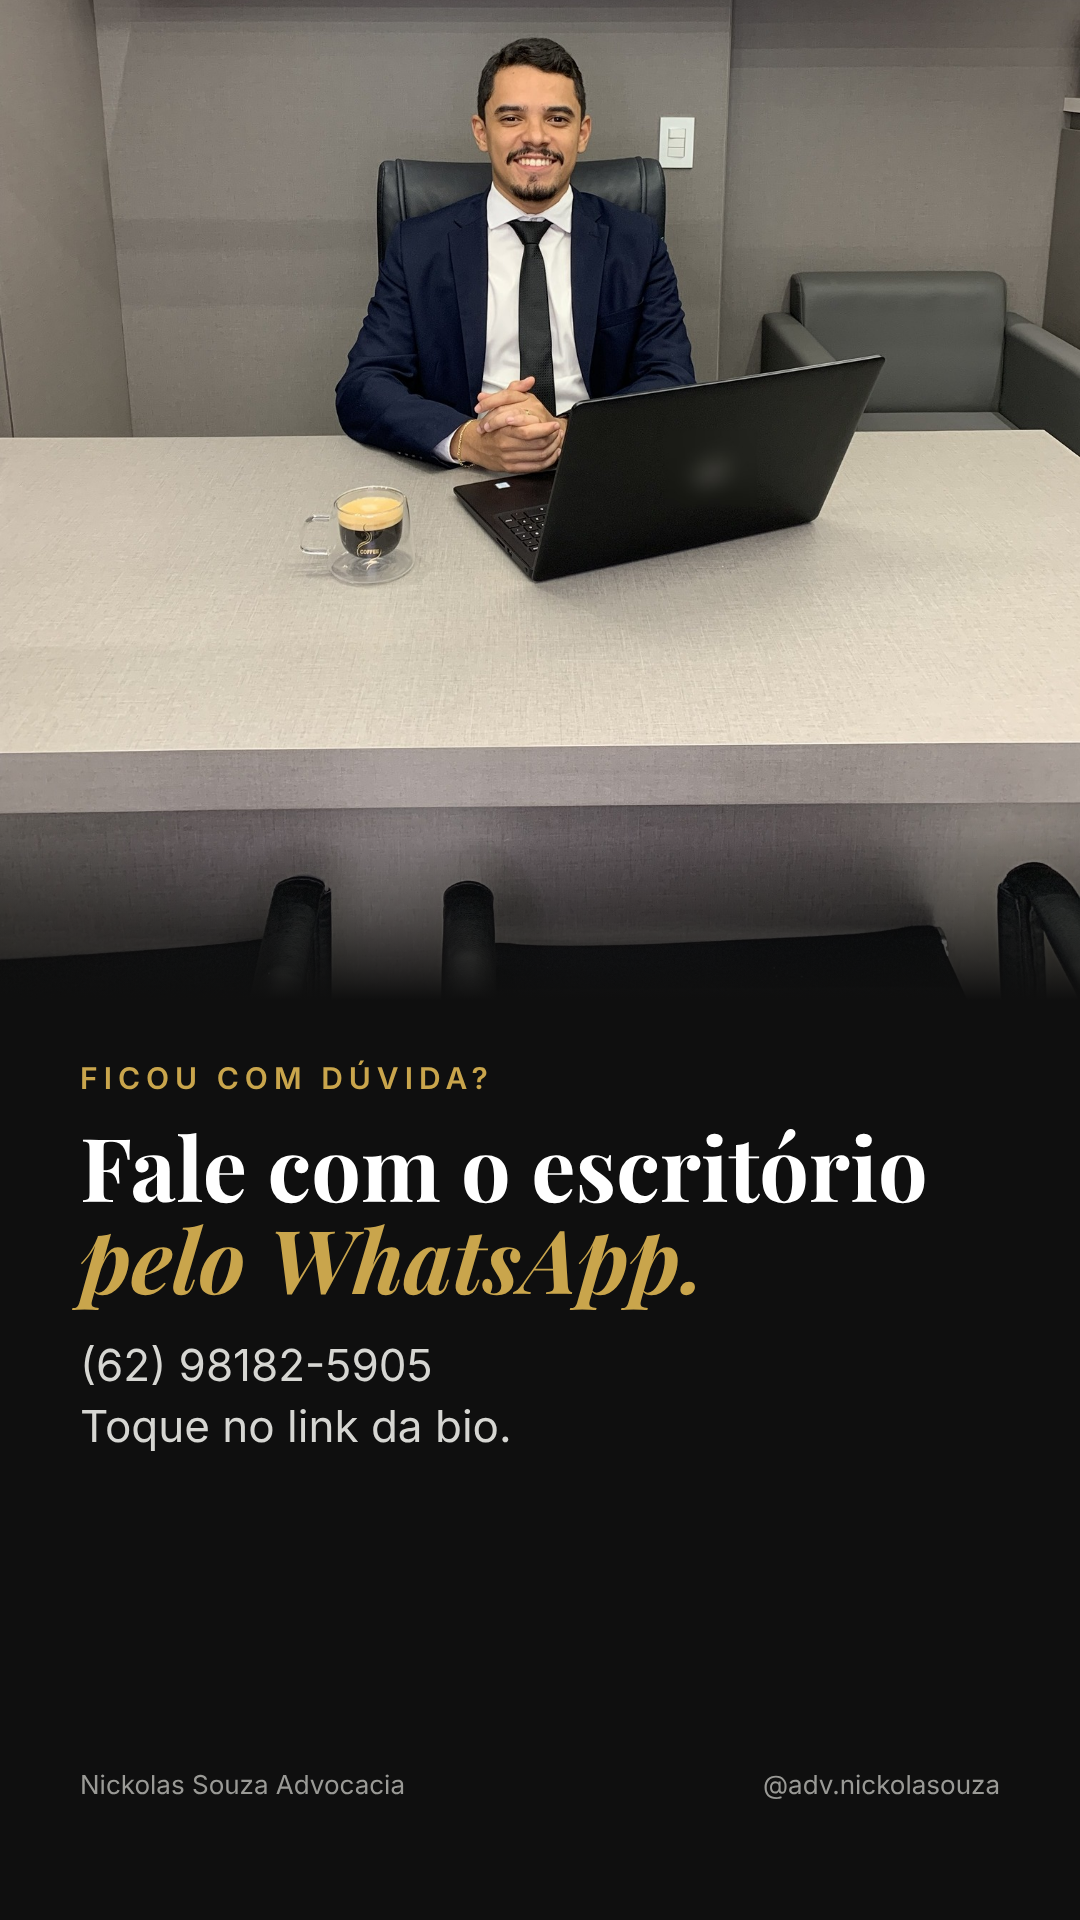 COFFEE
FICOU COM DÚVIDA?
Fale com o escritório
pelo WhatsApp.
(62) 98182-5905
Toque no link da bio.
Nickolas Souza Advocacia
@adv.nickolasouza